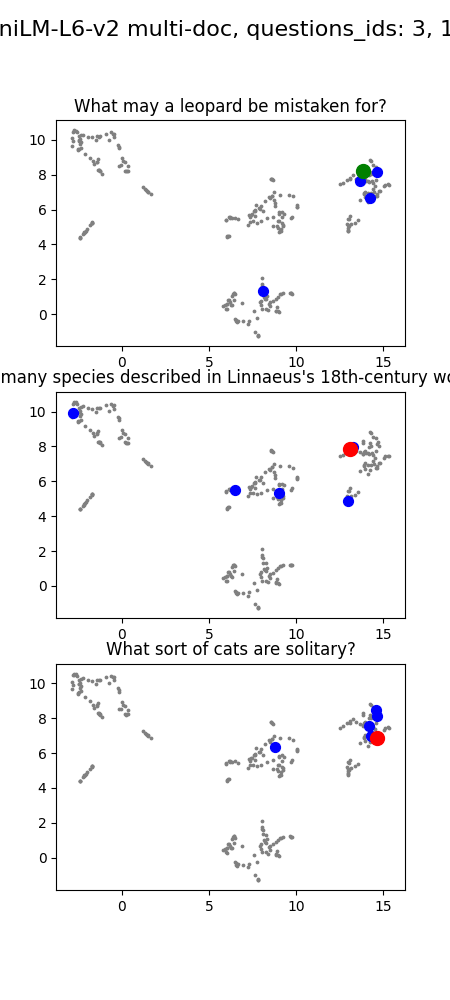 niLM-L6-v2 multi-doc, questions_ids: 3, 1
What may a leopard be mistaken for?
10
8
6
4
2
0
0 5 10 15
many species described in Linnaeus's 18th-century wo
10
8
6
4
2
0
0 5 10 15
What sort of cats are solitary?
10
8
6
4
2
0
0 5 10 15